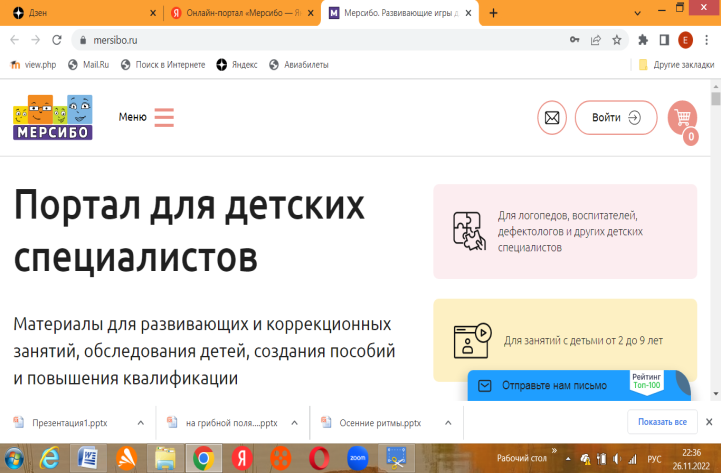 Дзен
Онлайн-портал «Мерсибо — Я
Мерсибо. Развивающие игры д
mersibo.ru
view.php
Mail.Ru
Поиск в Интернете
Яндекс
Авиабилеты
Другие закладки
МЕРСИБО
Меню
Войти
0
Портал для детских
специалистов
Для логопедов, воспитателей,
дефектологов и других детских
специалистов
Материалы для развивающих и коррекционных
занятий, обследования детей, создания пособий
и повышения квалификации
Для занятий с детьми от 2 до 9 лет
Отправьте нам письмо
Рейтинг
Топ-100
Презентация1.pptx
на грибной поля....pptx
Осенние ритмы.pptx
Показать все
zoom
Рабочий стол
РУС
22:36
26.11.2022